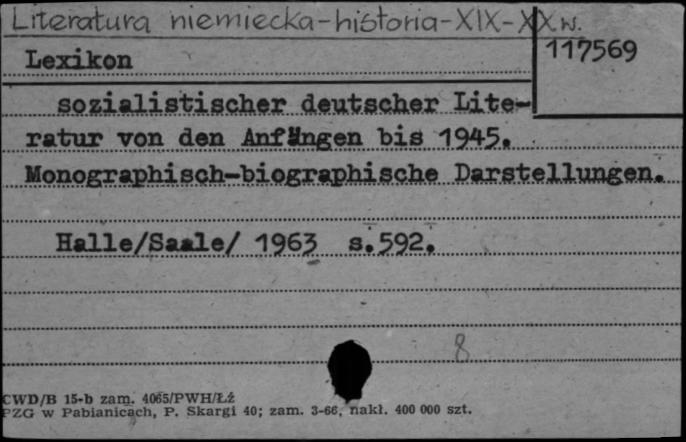 Literatura niemiecka-historia-XIX-XX w.
117569
Lexikon
sozialistischer deutscher Lite-
ratur von den Anfängen bis 1945.
Monographisch-biographische Darstellungen.
Halle/Saale/ 1963 s.592.
8
CWD/B 15-b zam. 4065/PWH/Łź
PZG w Pabianicach, P. Skargi 40; zam. 3-66, nakł. 400 000 szt.